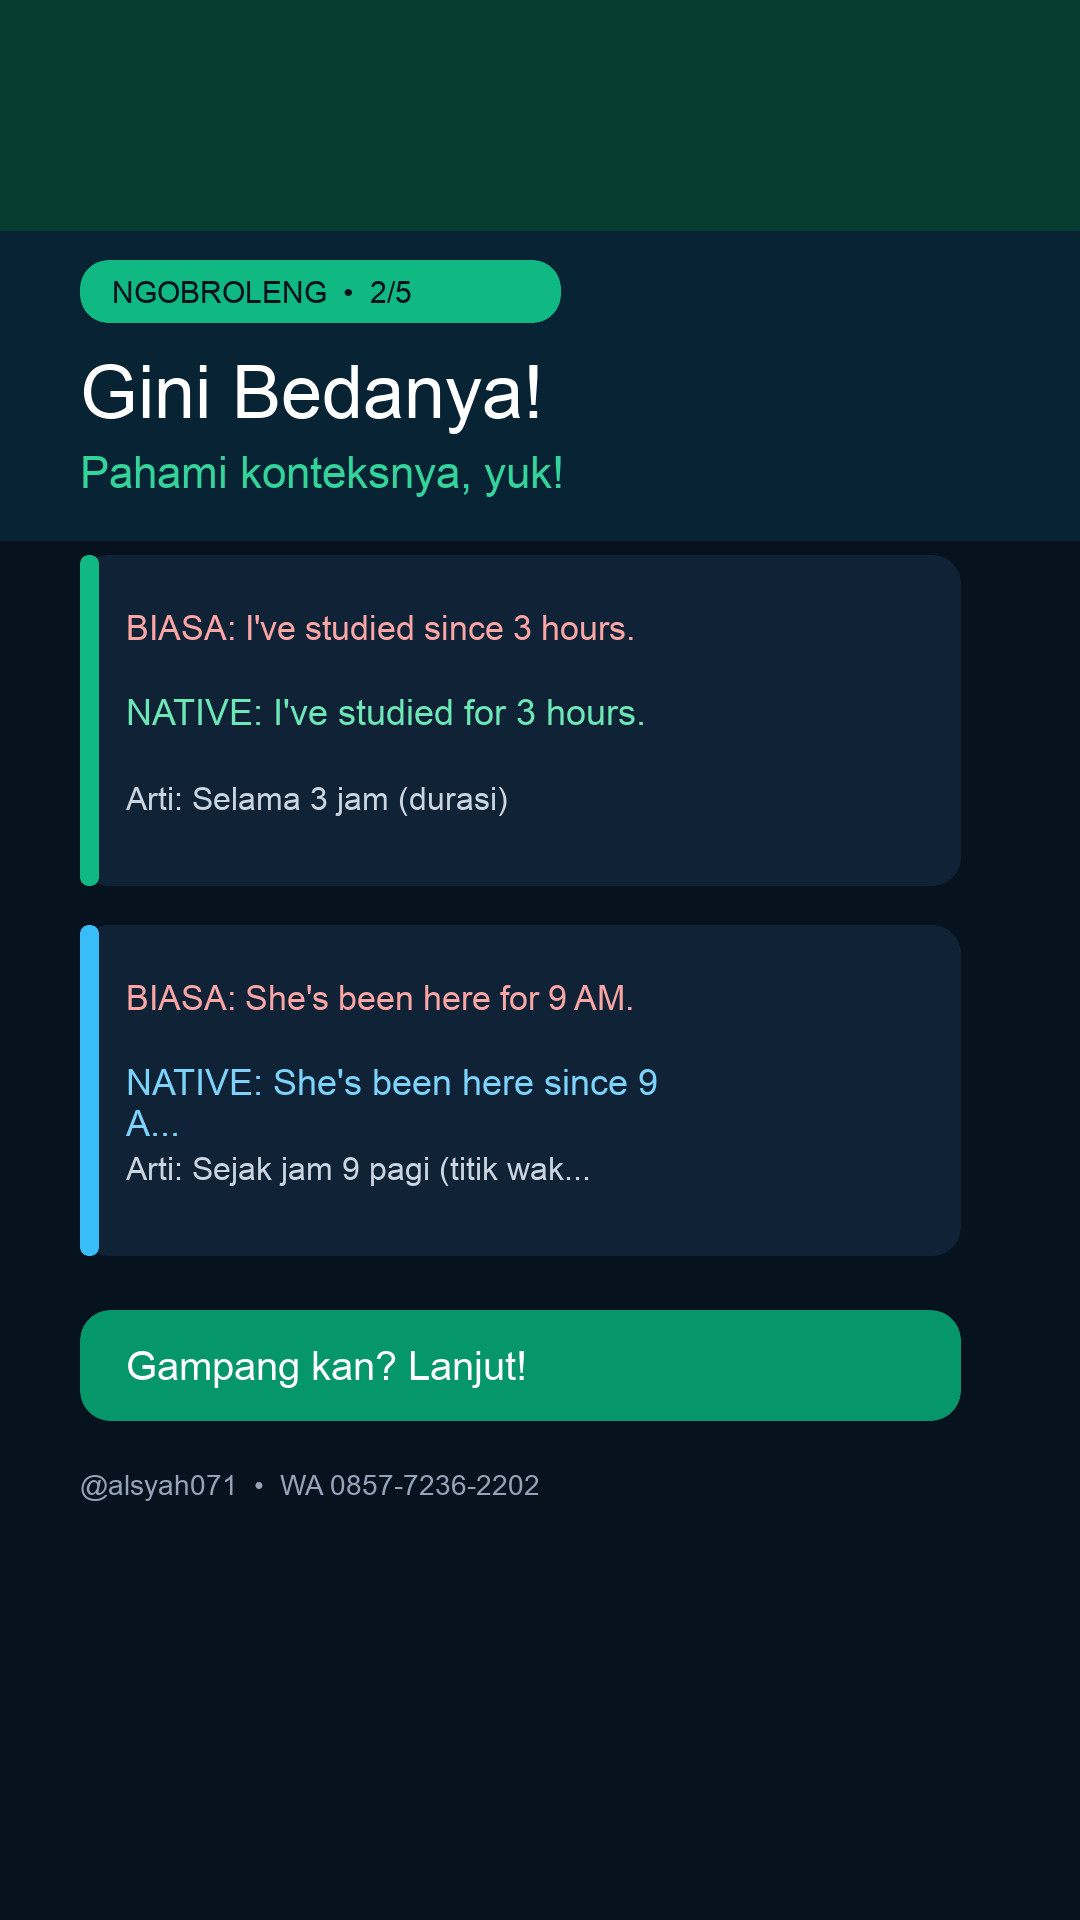 NGOBROLENG • 2/5
Gini Bedanya!
Pahami konteksnya, yuk!
BIASA: I've studied since 3 hours.
NATIVE: I've studied for 3 hours.
Arti: Selama 3 jam (durasi)
BIASA: She's been here for 9 AM.
NATIVE: She's been here since 9
A...
Arti: Sejak jam 9 pagi (titik wak...
Gampang kan? Lanjut!
@alsyah071 • WA 0857-7236-2202